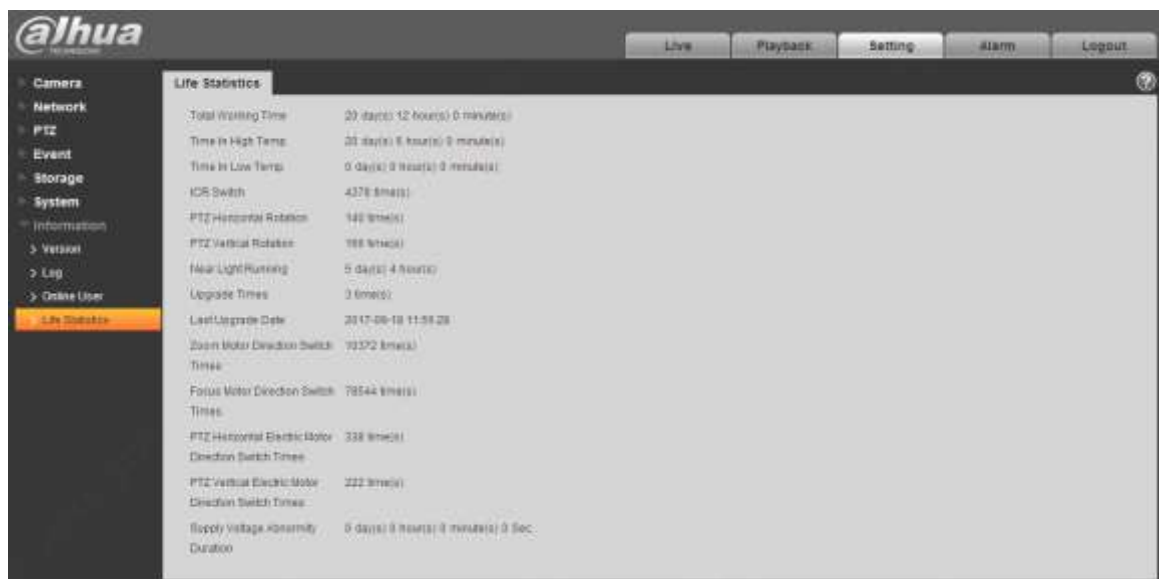 alhua
TECHNOLOGY
Live
Playback
Setting
Alarm
Logout
Camera
Network
PTZ
Event
Storage
System
Information
Version
Log
Online User
Life Statistics
Life Statistics
Total Working Time 20 day(s) 12 hour(s) 0 minute(s)
Time In High Temp. 20 day(s) hour(s) 0 minute(s)
Time In Low Temp. 0 day(s) 0 hour(s) 0 minute(s)
ICR Switch 4378 time(s)
PTZ Horizontal Rotation 140 time(s)
PTZ Vertical Rotation time(s)
Near Light Running 5 day(s) 4 hour(s)
Upgrade Times 3 time(s)
Last Upgrade Date
Zoom Motor Direction Switch 10372 time(s)
Times
Focus Motor Direction Switch 78544 time(s)
Times
PTZ Horizontal Electric Motor 338 time(s)
Direction Switch Times
PTZ Vertical Electric Motor 222 time(s)
Direction Switch Times
Supply Voltage Abnormity 0 day(s) 0 hour(s) 0 minute(s) 0 Sec.
Duration